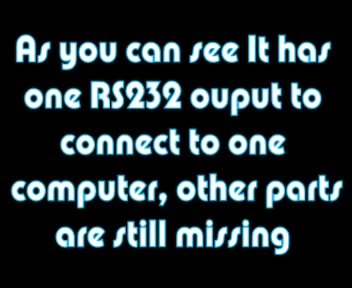 As you can see It has
one RS232 ouput to
connect to one
computer, other parts
are still missing